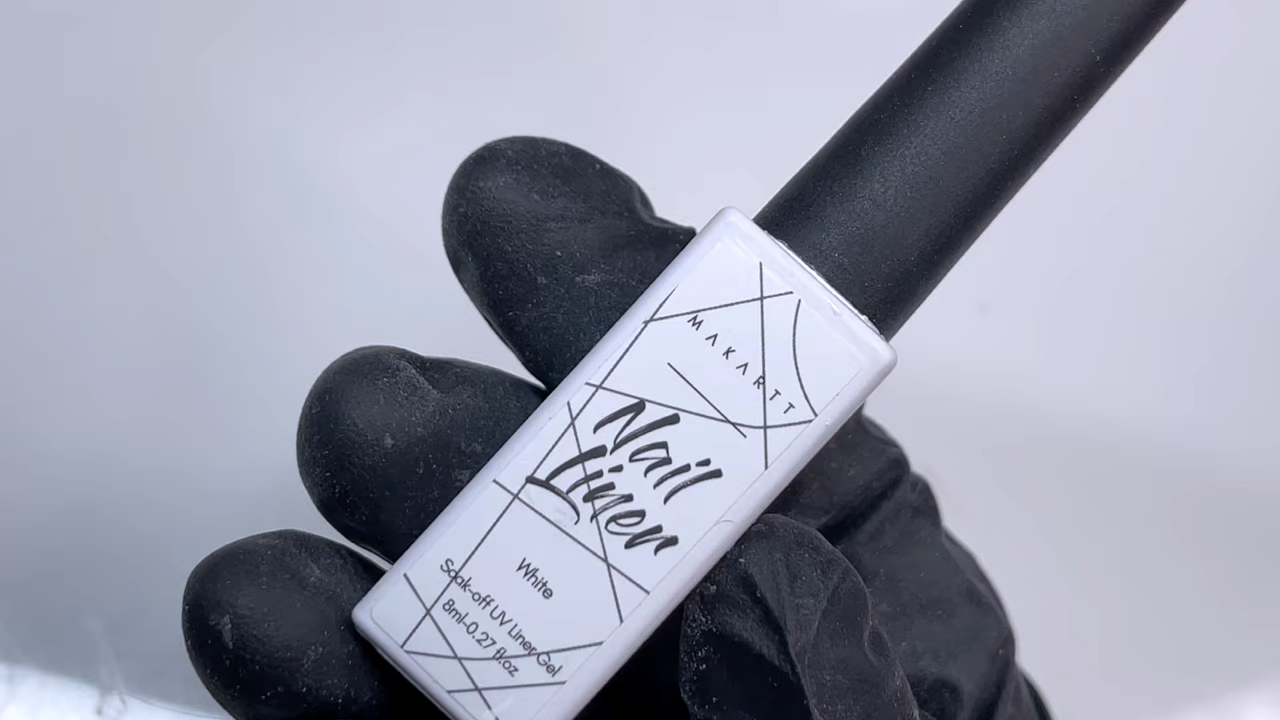 MAKARTT
Nail
Liner
White
Soak-off UV Liner Gel
8ml-0.27 fl.oz